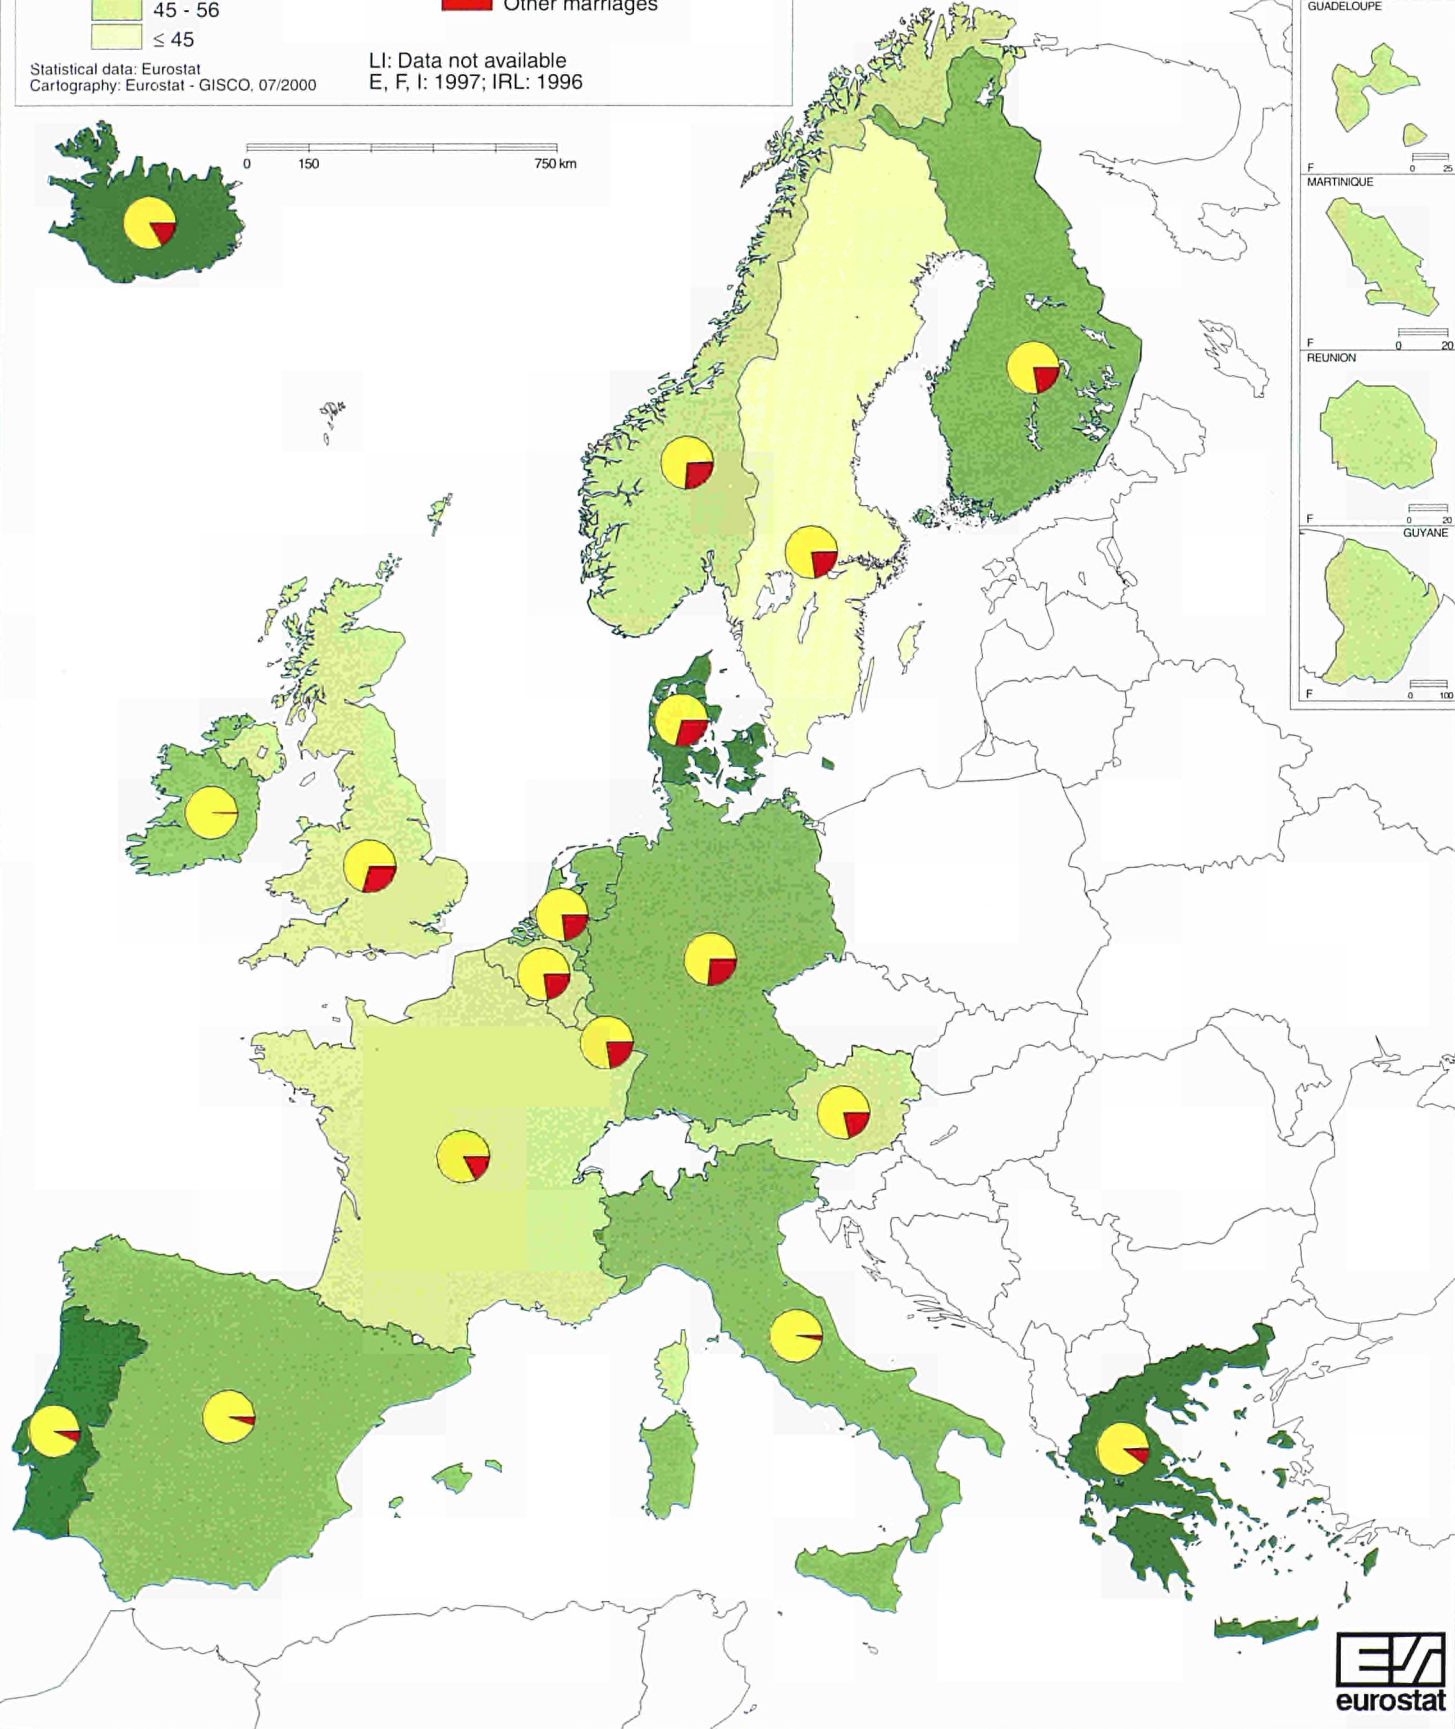 45 - 56
Other marriages
≤ 45
LI: Data not available
E, F, I: 1997; IRL: 1996
Statistical data: Eurostat
Cartography: Eurostat - GISCO, 07/2000
0 150 750 km
GUADELOUPE
F 0 25
MARTINIQUE
F 0 20
REUNION
F 0 20
GUYANE
F 0 100
eurostat